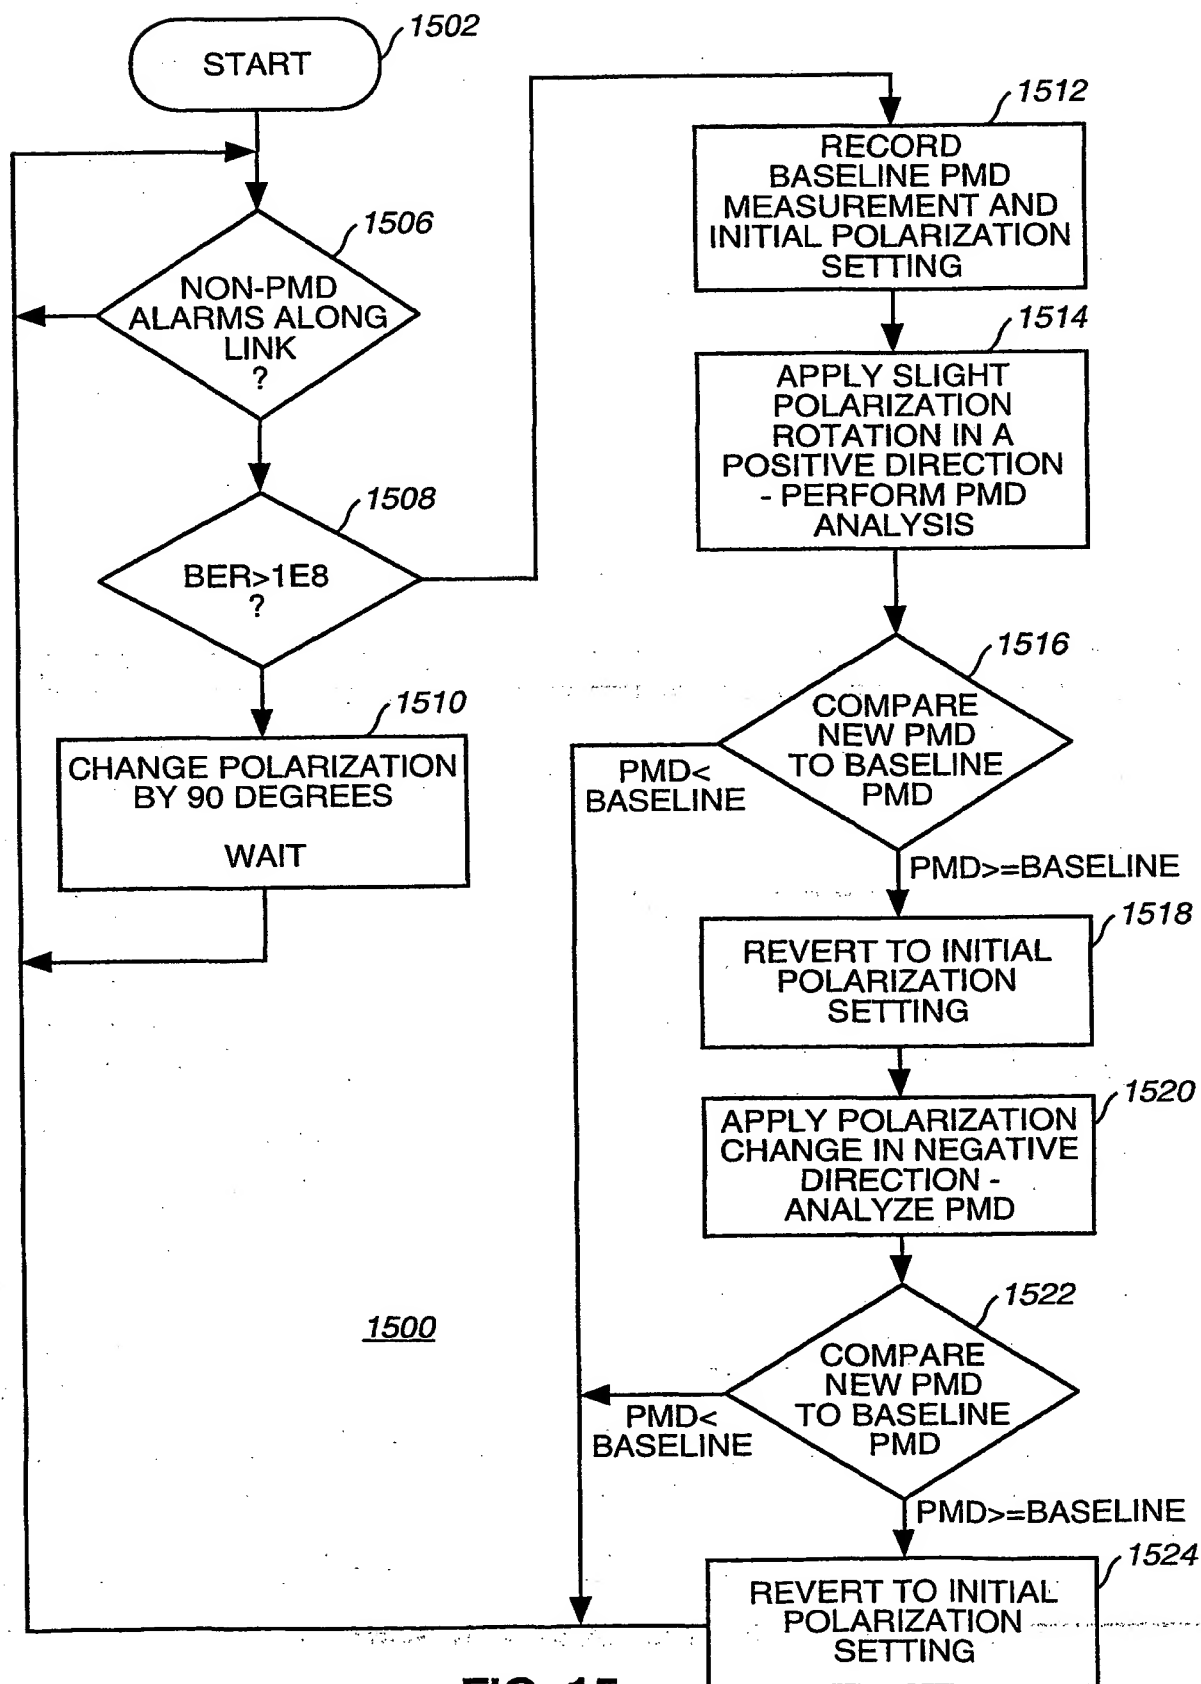 1502
START
1506
NON-PMD
ALARMS ALONG
LINK
?
1508
BER>1E8
?
1510
CHANGE POLARIZATION
BY 90 DEGREES
WAIT
1512
RECORD
BASELINE PMD
MEASUREMENT AND
INITIAL POLARIZATION
SETTING
1514
APPLY SLIGHT
POLARIZATION
ROTATION IN A
POSITIVE DIRECTION
- PERFORM PMD
ANALYSIS
1516
COMPARE
NEW PMD
TO BASELINE
PMD
PMD<
BASELINE
PMD>=BASELINE
1518
REVERT TO INITIAL
POLARIZATION
SETTING
1520
APPLY POLARIZATION
CHANGE IN NEGATIVE
DIRECTION -
ANALYZE PMD
1522
COMPARE
NEW PMD
TO BASELINE
PMD
PMD<
BASELINE
PMD>=BASELINE
1524
REVERT TO INITIAL
POLARIZATION
SETTING
1500
FIG. 15